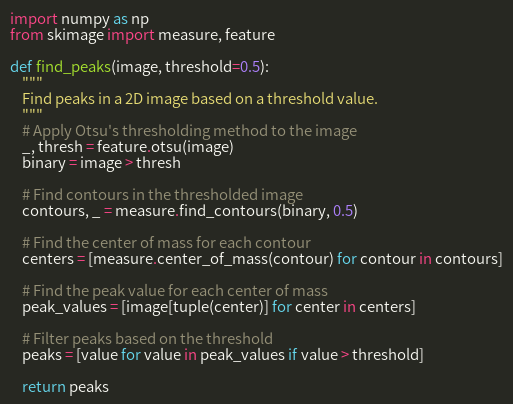 import numpy as np
from skimage import measure, feature

def find_peaks(image, threshold=0.5):
    """
    Find peaks in a 2D image based on a threshold value.
    """
    # Apply Otsu's thresholding method to the image
    _, thresh = feature.otsu(image)
    binary = image > thresh

    # Find contours in the thresholded image
    contours, _ = measure.find_contours(binary, 0.5)

    # Find the center of mass for each contour
    centers = [measure.center_of_mass(contour) for contour in contours]

    # Find the peak value for each center of mass
    peak_values = [image[tuple(center)] for center in centers]

    # Filter peaks based on the threshold
    peaks = [value for value in peak_values if value > threshold]

    return peaks